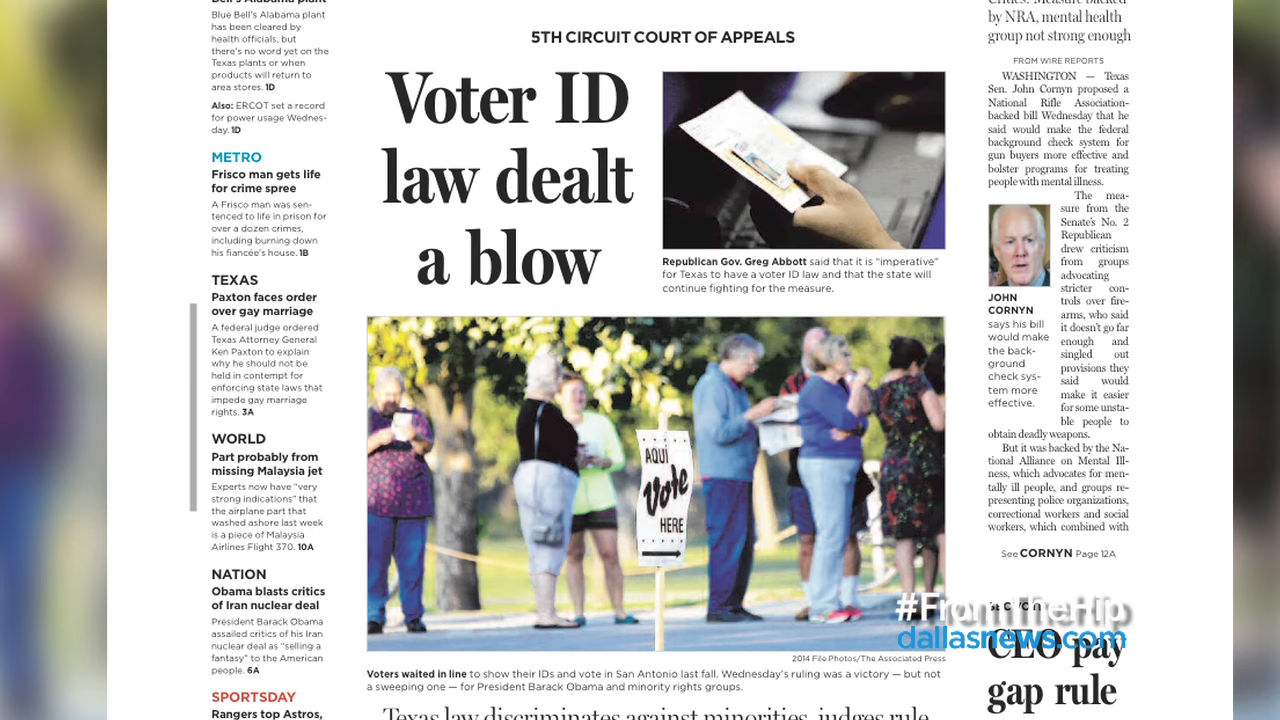 Bell's Alabama plant
Blue Bell's Alabama plant
has been cleared by
health officials, but
there's no word yet on the
Texas plants or when
products will return to
area stores. 1D
Also: ERCOT set a record
for power usage Wednes-
day. 1D
METRO
Frisco man gets life
for crime spree
A Frisco man was sen-
tenced to life in prison for
over a dozen crimes,
including burning down
his fiancée's house. 1B
TEXAS
Paxton faces order
over gay marriage
A federal judge ordered
Texas Attorney General
Ken Paxton to explain
why he should not be
held in contempt for
enforcing state laws that
impede gay marriage
rights. 3A
WORLD
Part probably from
missing Malaysia jet
Experts now have "very
strong indications" that
the airplane part that
washed ashore last week
is a piece of Malaysia
Airlines Flight 370. 10A
NATION
Obama blasts critics
of Iran nuclear deal
President Barack Obama
assailed critics of his Iran
nuclear deal as "selling a
fantasy" to the American
people. 6A
SPORTSDAY
Rangers top Astros,
5TH CIRCUIT COURT OF APPEALS
Voter ID
law dealt
a blow
Republican Gov. Greg Abbott said that it is "imperative"
for Texas to have a voter ID law and that the state will
continue fighting for the measure.
AQUI
Vote
HERE
2014 File Photos/The Associated Press
Voters waited in line to show their IDs and vote in San Antonio last fall. Wednesday's ruling was a victory — but not
a sweeping one — for President Barack Obama and minority rights groups.
Texas law discriminates against minorities, judges rule
Critics: Measure backed
by NRA, mental health
group not strong enough
FROM WIRE REPORTS
WASHINGTON — Texas
Sen. John Cornyn proposed a
National Rifle Association-
backed bill Wednesday that he
said would make the federal
background check system for
gun buyers more effective and
bolster programs for treating
people with mental illness.
The mea-
sure from the
Senate's No. 2
Republican
drew criticism
from groups
advocating
stricter con-
trols over fire-
arms, who said
it doesn't go far
enough and
singled out
provisions they
said would
make it easier
for some unsta-
ble people to
obtain deadly weapons.
JOHN
CORNYN
says his bill
would make
the back-
ground
check sys-
tem more
effective.
But it was backed by the Na-
tional Alliance on Mental Ill-
ness, which advocates for men-
tally ill people, and groups re-
presenting police organizations,
correctional workers and social
workers, which combined with
See CORNYN Page 12A
#FromTheHip
dallasnews.com
CEO pay
gap rule